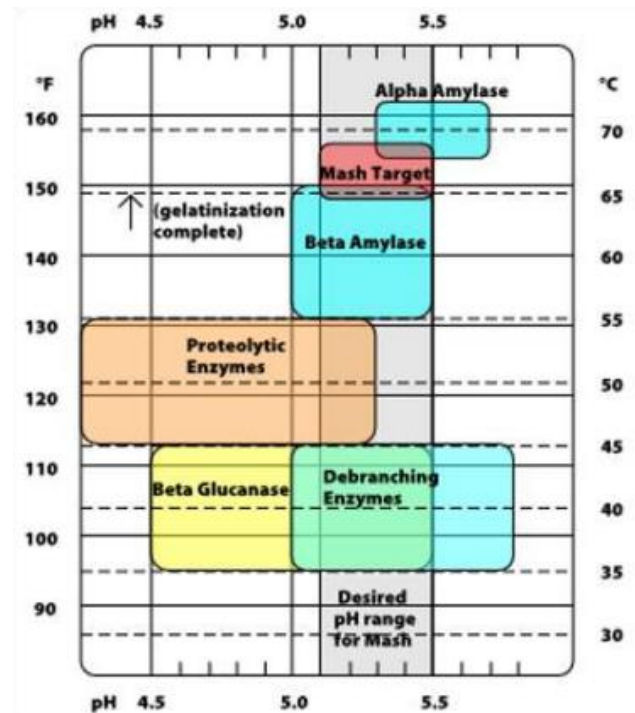 pH 4.5 5.0 5.5
°F °C
Alpha Amylase
160
70
Mash Target
150
65
(gelatinization
complete)
Beta Amylase
140
60
130
55
Proteolytic
Enzymes
50
120
45
110
Beta Glucanase
Debranching
Enzymes
40
100
35
90
Desired
pH range
for Mash
30
pH 4.5 5.0 5.5